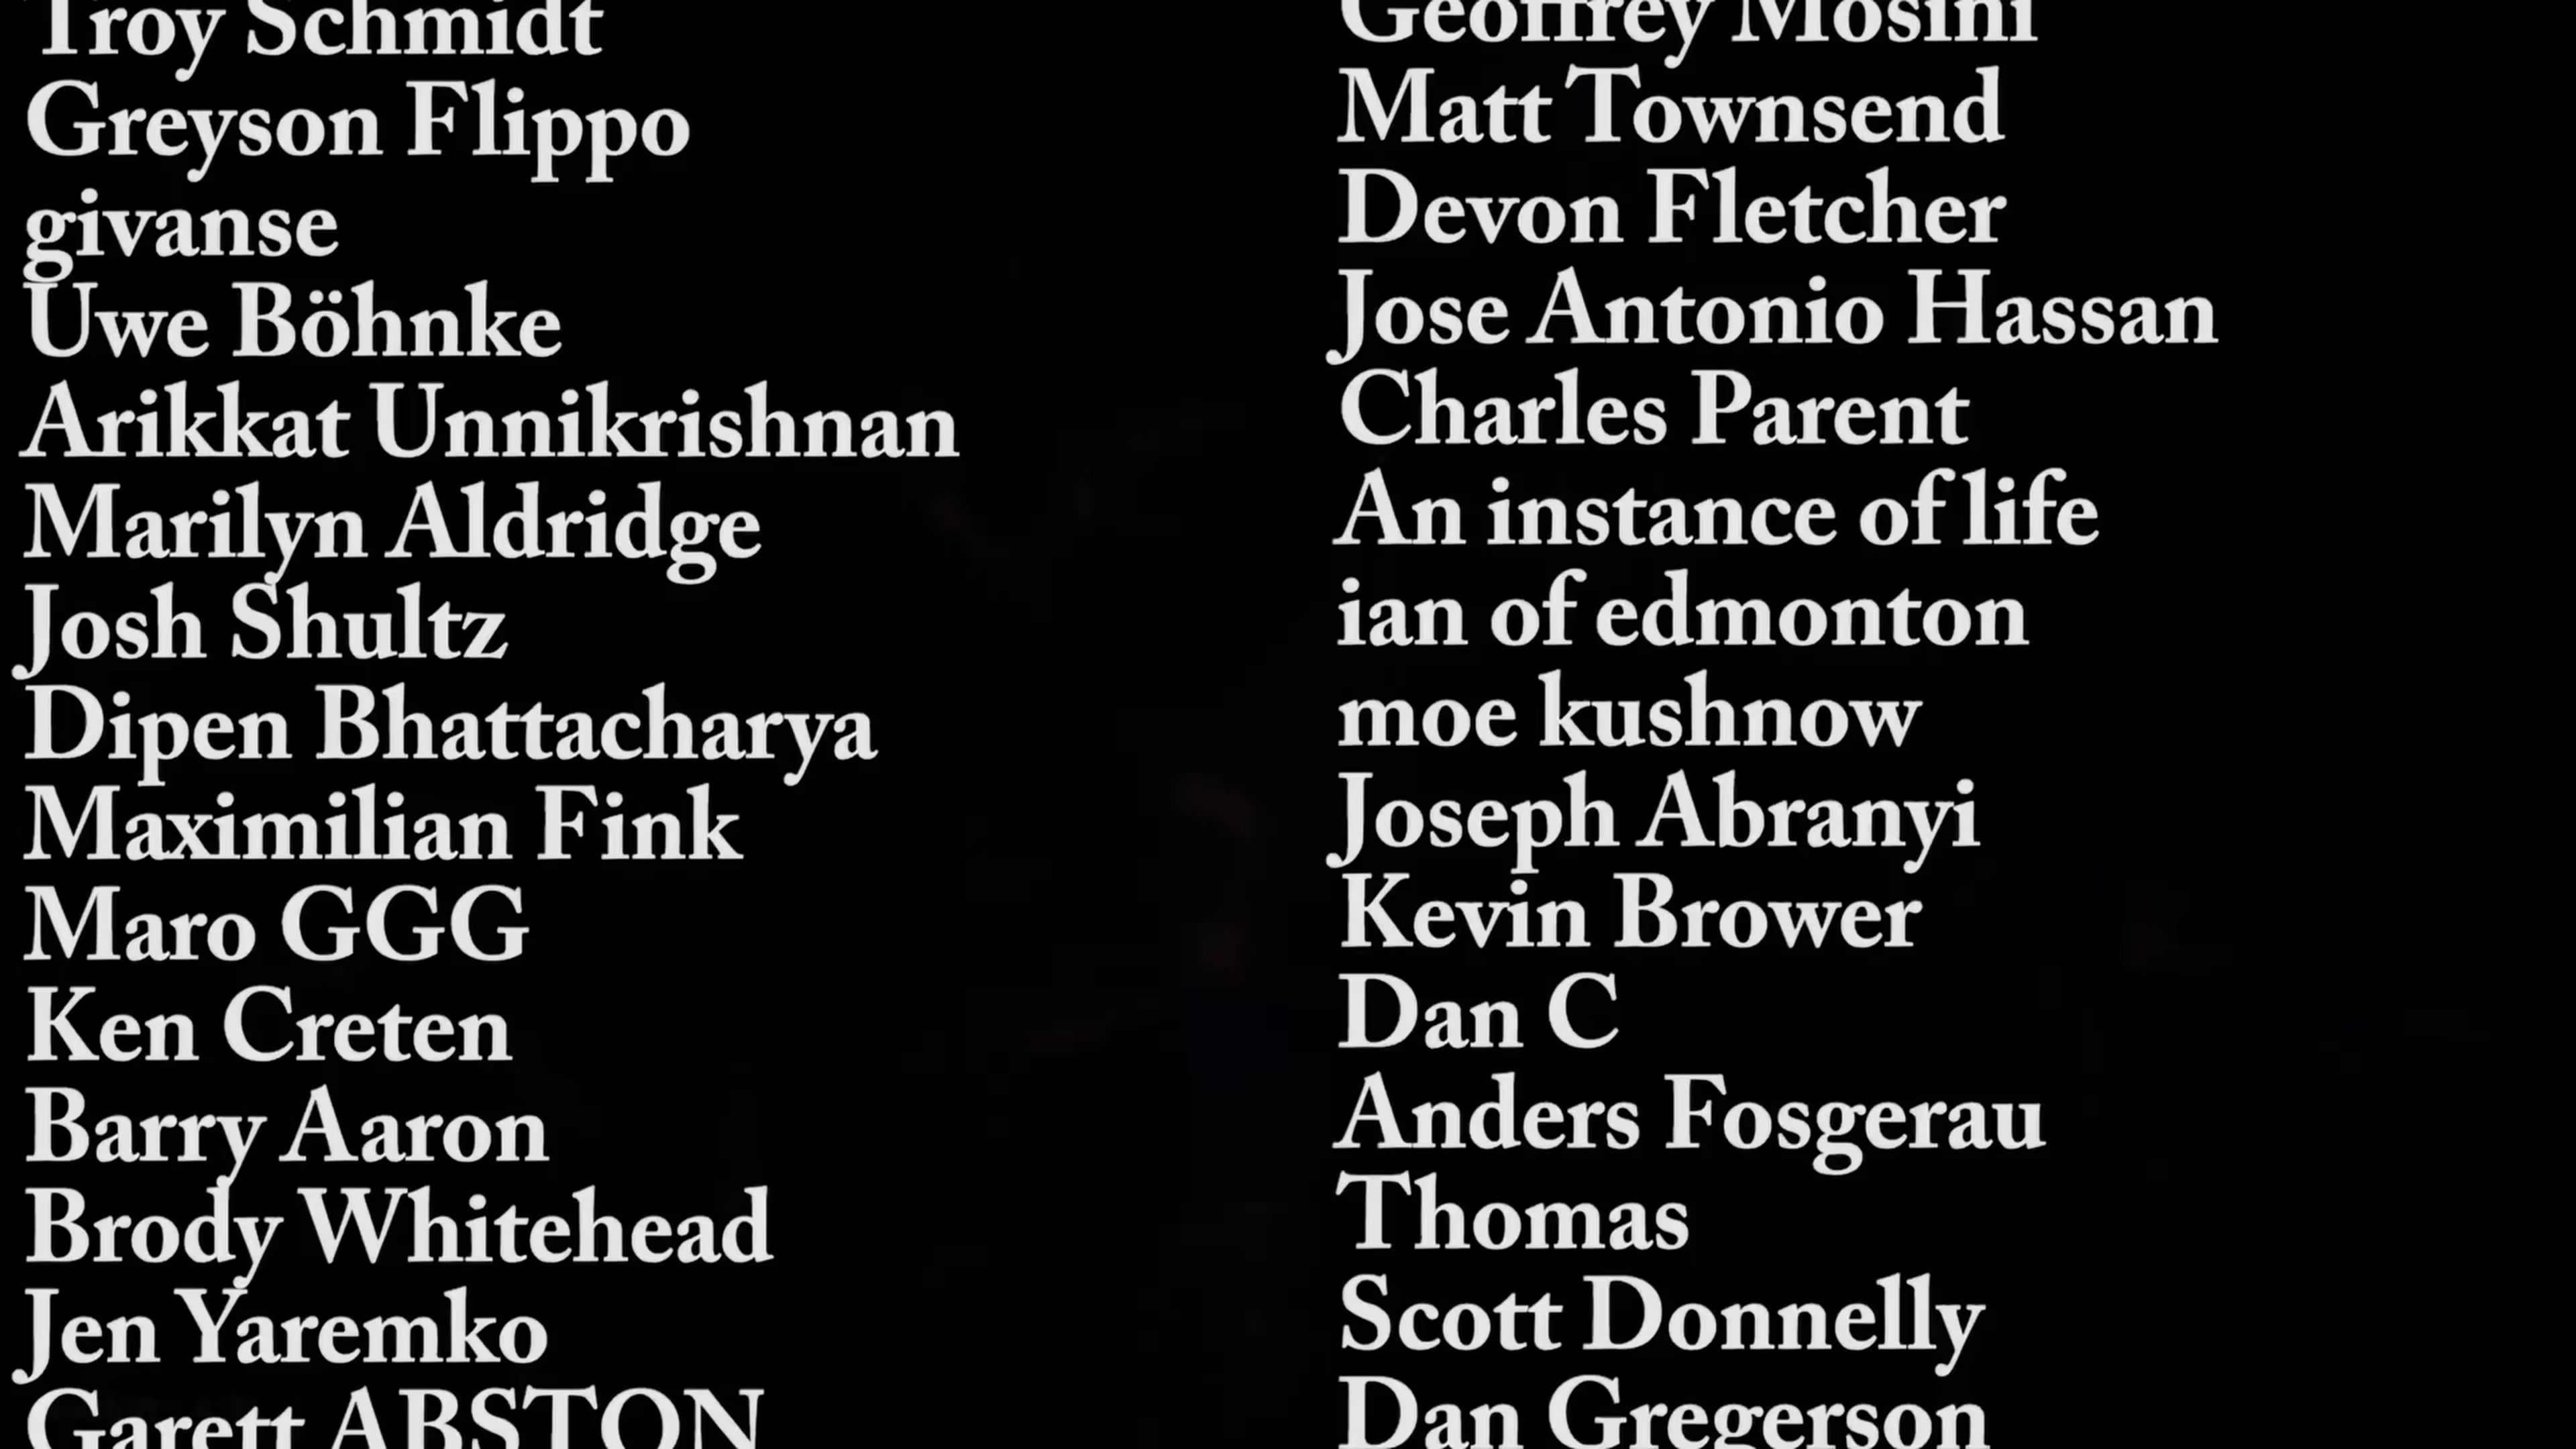 Troy Schmidt
Greyson Flippo
givanse
Uwe Böhnke
Arikkat Unnikrishnan
Marilyn Aldridge
Josh Shultz
Dipen Bhattacharya
Maximilian Fink
Maro GGG
Ken Creten
Barry Aaron
Brody Whitehead
Jen Yaremko
Garett ABSTON
Geoffrey Mosini
Matt Townsend
Devon Fletcher
Jose Antonio Hassan
Charles Parent
An instance of life
ian of edmonton
moe kushnow
Joseph Abranyi
Kevin Brower
Dan C
Anders Fosgerau
Thomas
Scott Donnelly
Dan Gregerson